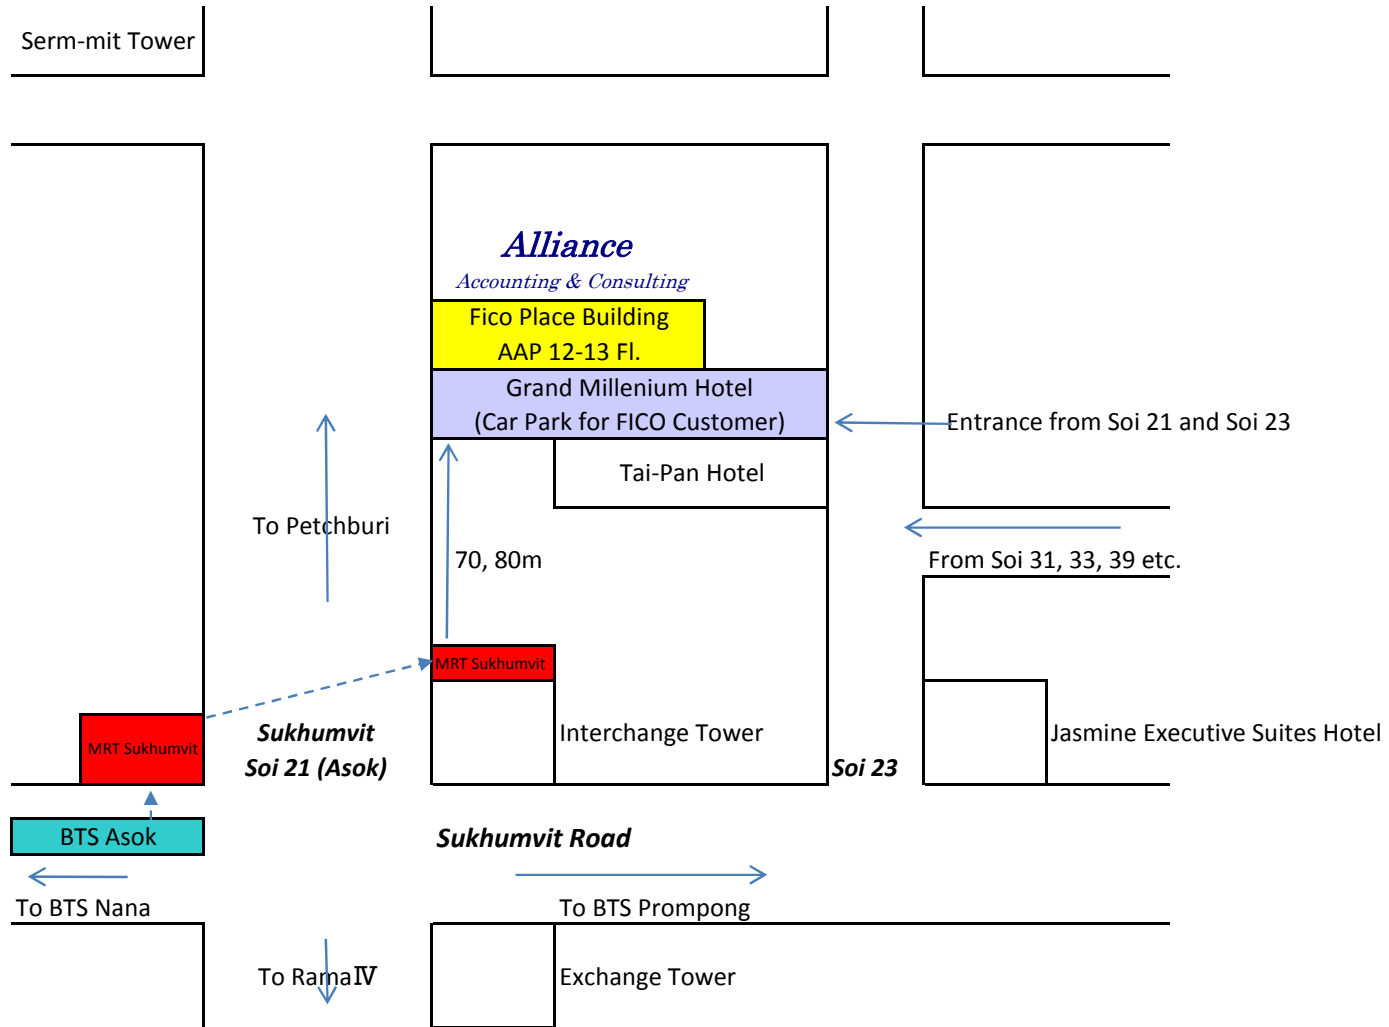 Serm-mit Tower
Alliance
Accounting & Consulting
Fico Place Building
AAP 12-13 Fl.
Grand Millenium Hotel
(Car Park for FICO Customer)
Entrance from Soi 21 and Soi 23
Tai-Pan Hotel
To Petchburi
70, 80m
From Soi 31, 33, 39 etc.
MRT Sukhumvit
MRT Sukhumvit
Sukhumvit
Soi 21 (Asok)
Interchange Tower
Soi 23
Jasmine Executive Suites Hotel
BTS Asok
Sukhumvit Road
To BTS Nana
To BTS Prompong
To RamaⅣ
Exchange Tower